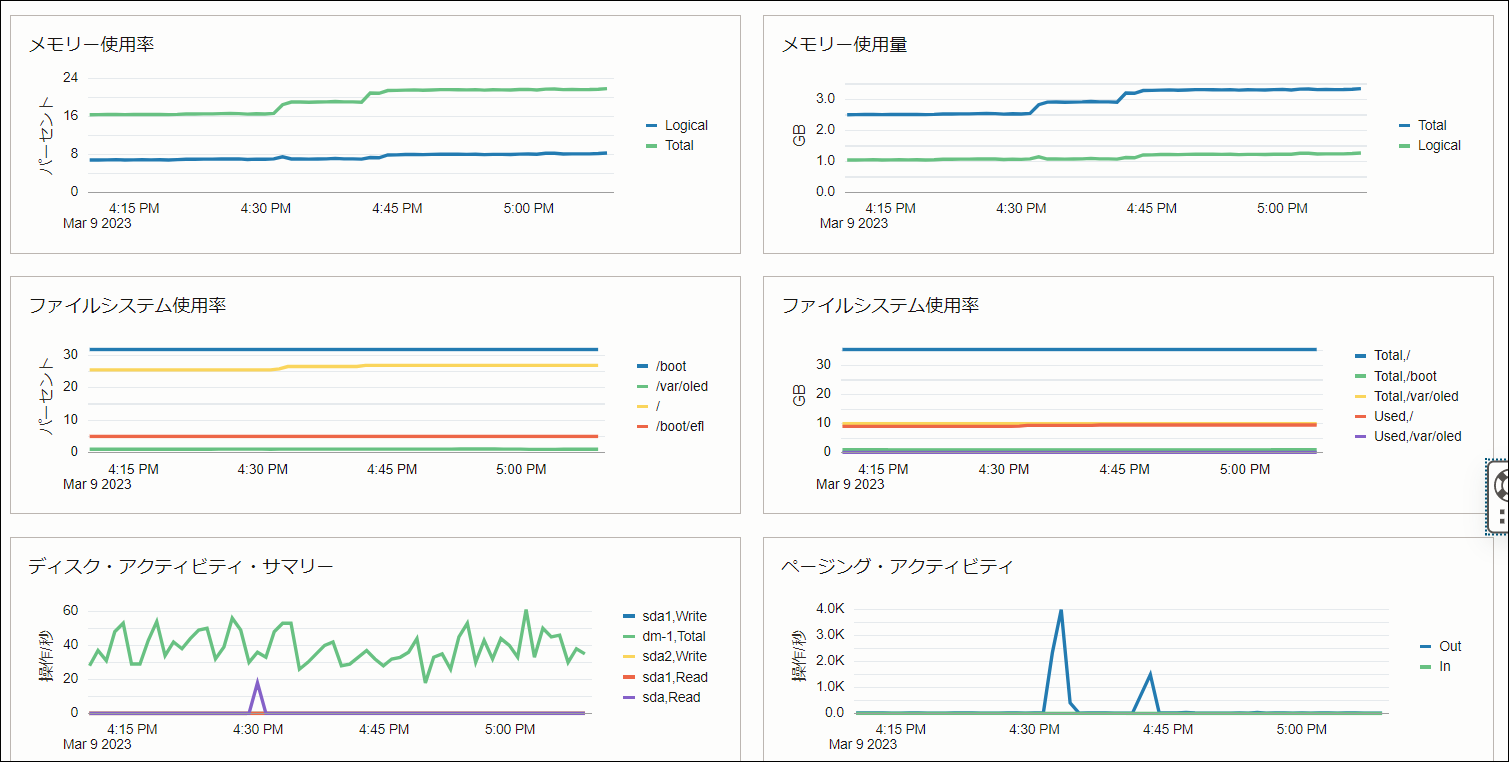 メモリー使用率
24
16
8
0
パーセント
4:15 PM 4:30 PM 4:45 PM 5:00 PM
Mar 9 2023
Logical
Total
メモリー使用量
3.0
2.0
1.0
0.0
GB
4:15 PM 4:30 PM 4:45 PM 5:00 PM
Mar 9 2023
Total
Logical
ファイルシステム使用率
30
20
10
0
パーセント
4:15 PM 4:30 PM 4:45 PM 5:00 PM
Mar 9 2023
/boot
/var/oled
/
/boot/efI
ファイルシステム使用率
30
20
10
0
GB
4:15 PM 4:30 PM 4:45 PM 5:00 PM
Mar 9 2023
Total,/
Total,/boot
Total,/var/oled
Used,/
Used,/var/oled
ディスク・アクティビティ・サマリー
60
40
20
0
操作/秒
4:15 PM 4:30 PM 4:45 PM 5:00 PM
Mar 9 2023
sda1,Write
dm-1,Total
sda2,Write
sda1,Read
sda,Read
ページング・アクティビティ
4.0K
3.0K
2.0K
1.0K
0.0
操作/秒
4:15 PM 4:30 PM 4:45 PM 5:00 PM
Mar 9 2023
Out
In